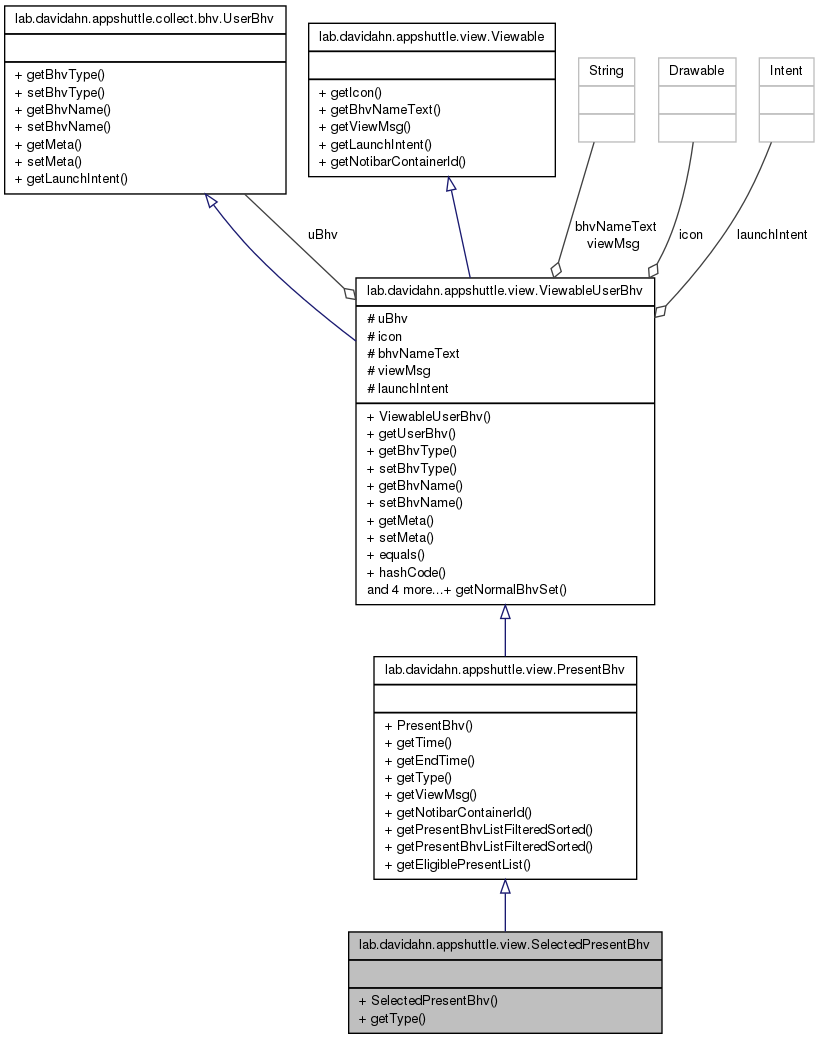 lab.davidahn.appshuttle.collect.bhv.UserBhv
+ getBhvType()
+ setBhvType()
+ getBhvName()
+ setBhvName()
+ getMeta()
+ setMeta()
+ getLaunchIntent()
lab.davidahn.appshuttle.view.Viewable
+ getIcon()
+ getBhvNameText()
+ getViewMsg()
+ getLaunchIntent()
+ getNotibarContainerId()
String
Drawable
Intent
uBhv
bhvNameText
viewMsg
icon
launchIntent
lab.davidahn.appshuttle.view.ViewableUserBhv
# uBhv
# icon
# bhvNameText
# viewMsg
# launchIntent
+ ViewableUserBhv()
+ getUserBhv()
+ getBhvType()
+ setBhvType()
+ getBhvName()
+ setBhvName()
+ getMeta()
+ setMeta()
+ equals()
+ hashCode()
and 4 more...+ getNormalBhvSet()
lab.davidahn.appshuttle.view.PresentBhv
+ PresentBhv()
+ getTime()
+ getEndTime()
+ getType()
+ getViewMsg()
+ getNotibarContainerId()
+ getPresentBhvListFilteredSorted()
+ getPresentBhvListFilteredSorted()
+ getEligiblePresentList()
lab.davidahn.appshuttle.view.SelectedPresentBhv
+ SelectedPresentBhv()
+ getType()